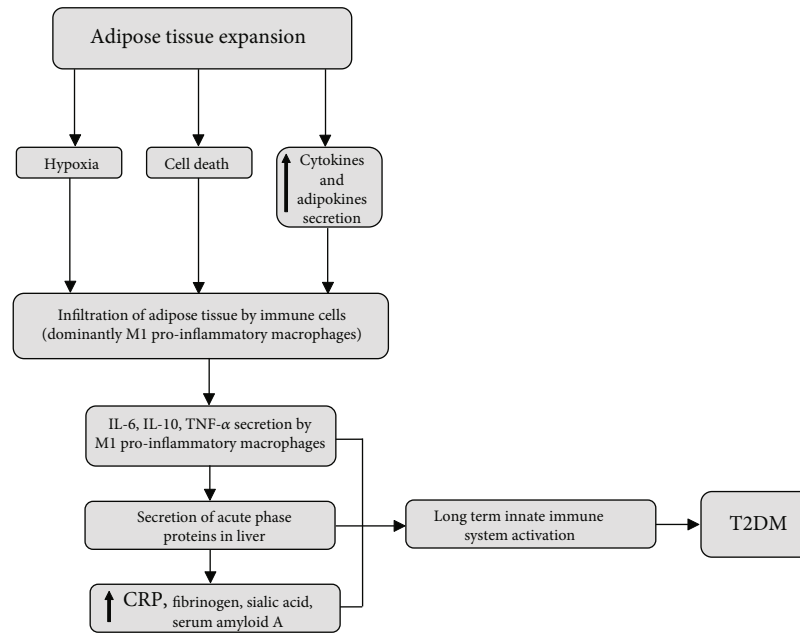 Adipose tissue expansion
Hypoxia
Cell death
Cytokines
and
adipokines
secretion
Infiltration of adipose tissue by immune cells
(dominantly M1 pro-inflammatory macrophages)
IL-6, IL-10, TNF-α secretion by
M1 pro-inflammatory macrophages
Secretion of acute phase
proteins in liver
Long term innate immune
system activation
T2DM
CRP, fibrinogen, sialic acid,
serum amyloid A